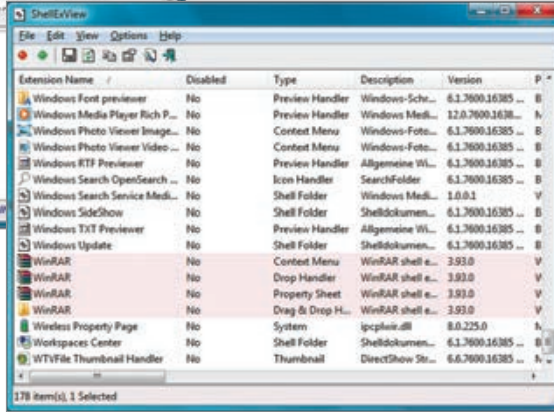 ShellExView
File Edit View Options Help
Extension Name / Disabled Type Description Version
Windows Font previewer No Preview Handler Windows-Schr... 6.1.7600.16385 ...
Windows Media Player Rich P... No Preview Handler Windows Medi... 12.0.7600.1638...
Windows Photo Viewer Image... No Context Menu Windows-Foto... 6.1.7600.16385 ...
Windows Photo Viewer Video ... No Context Menu Windows-Foto... 6.1.7600.16385 ...
Windows RTF Previewer No Preview Handler Allgemeine Wi... 6.1.7600.16385 ...
Windows Search OpenSearch ... No Icon Handler SearchFolder 6.1.7600.16385 ...
Windows Search Service Medi... No Shell Folder Windows Medi... 1.0.0.1
Windows SideShow No Shell Folder Shelldokumen... 6.1.7600.16385 ...
Windows TXT Previewer No Preview Handler Allgemeine Wi... 6.1.7600.16385 ...
Windows Update No Shell Folder Shelldokumen... 6.1.7600.16385 ...
WinRAR No Context Menu WinRAR shell e... 3.93.0
WinRAR No Drop Handler WinRAR shell e... 3.93.0
WinRAR No Property Sheet WinRAR shell e... 3.93.0
WinRAR No Drag & Drop H... WinRAR shell e... 3.93.0
Wireless Property Page No System ipcplwir.dll 8.0.225.0
Workspaces Center No Shell Folder Shelldokumen... 6.1.7600.16385 ...
WTVFile Thumbnail Handler No Thumbnail DirectShow Str... 6.6.7600.16385 ...
178 item(s), 1 Selected